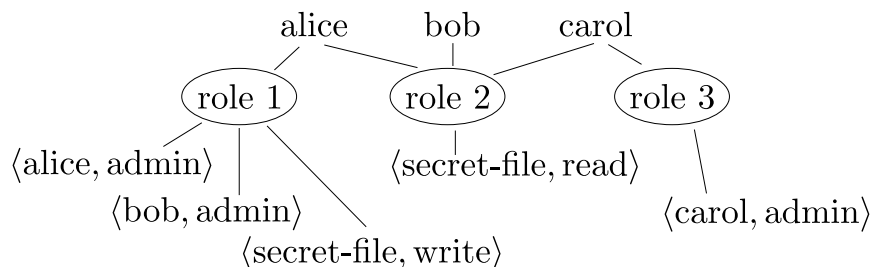 alice bob carol
role 1 role 2 role 3
⟨alice, admin⟩ ⟨secret-file, read⟩
⟨bob, admin⟩ ⟨carol, admin⟩
⟨secret-file, write⟩